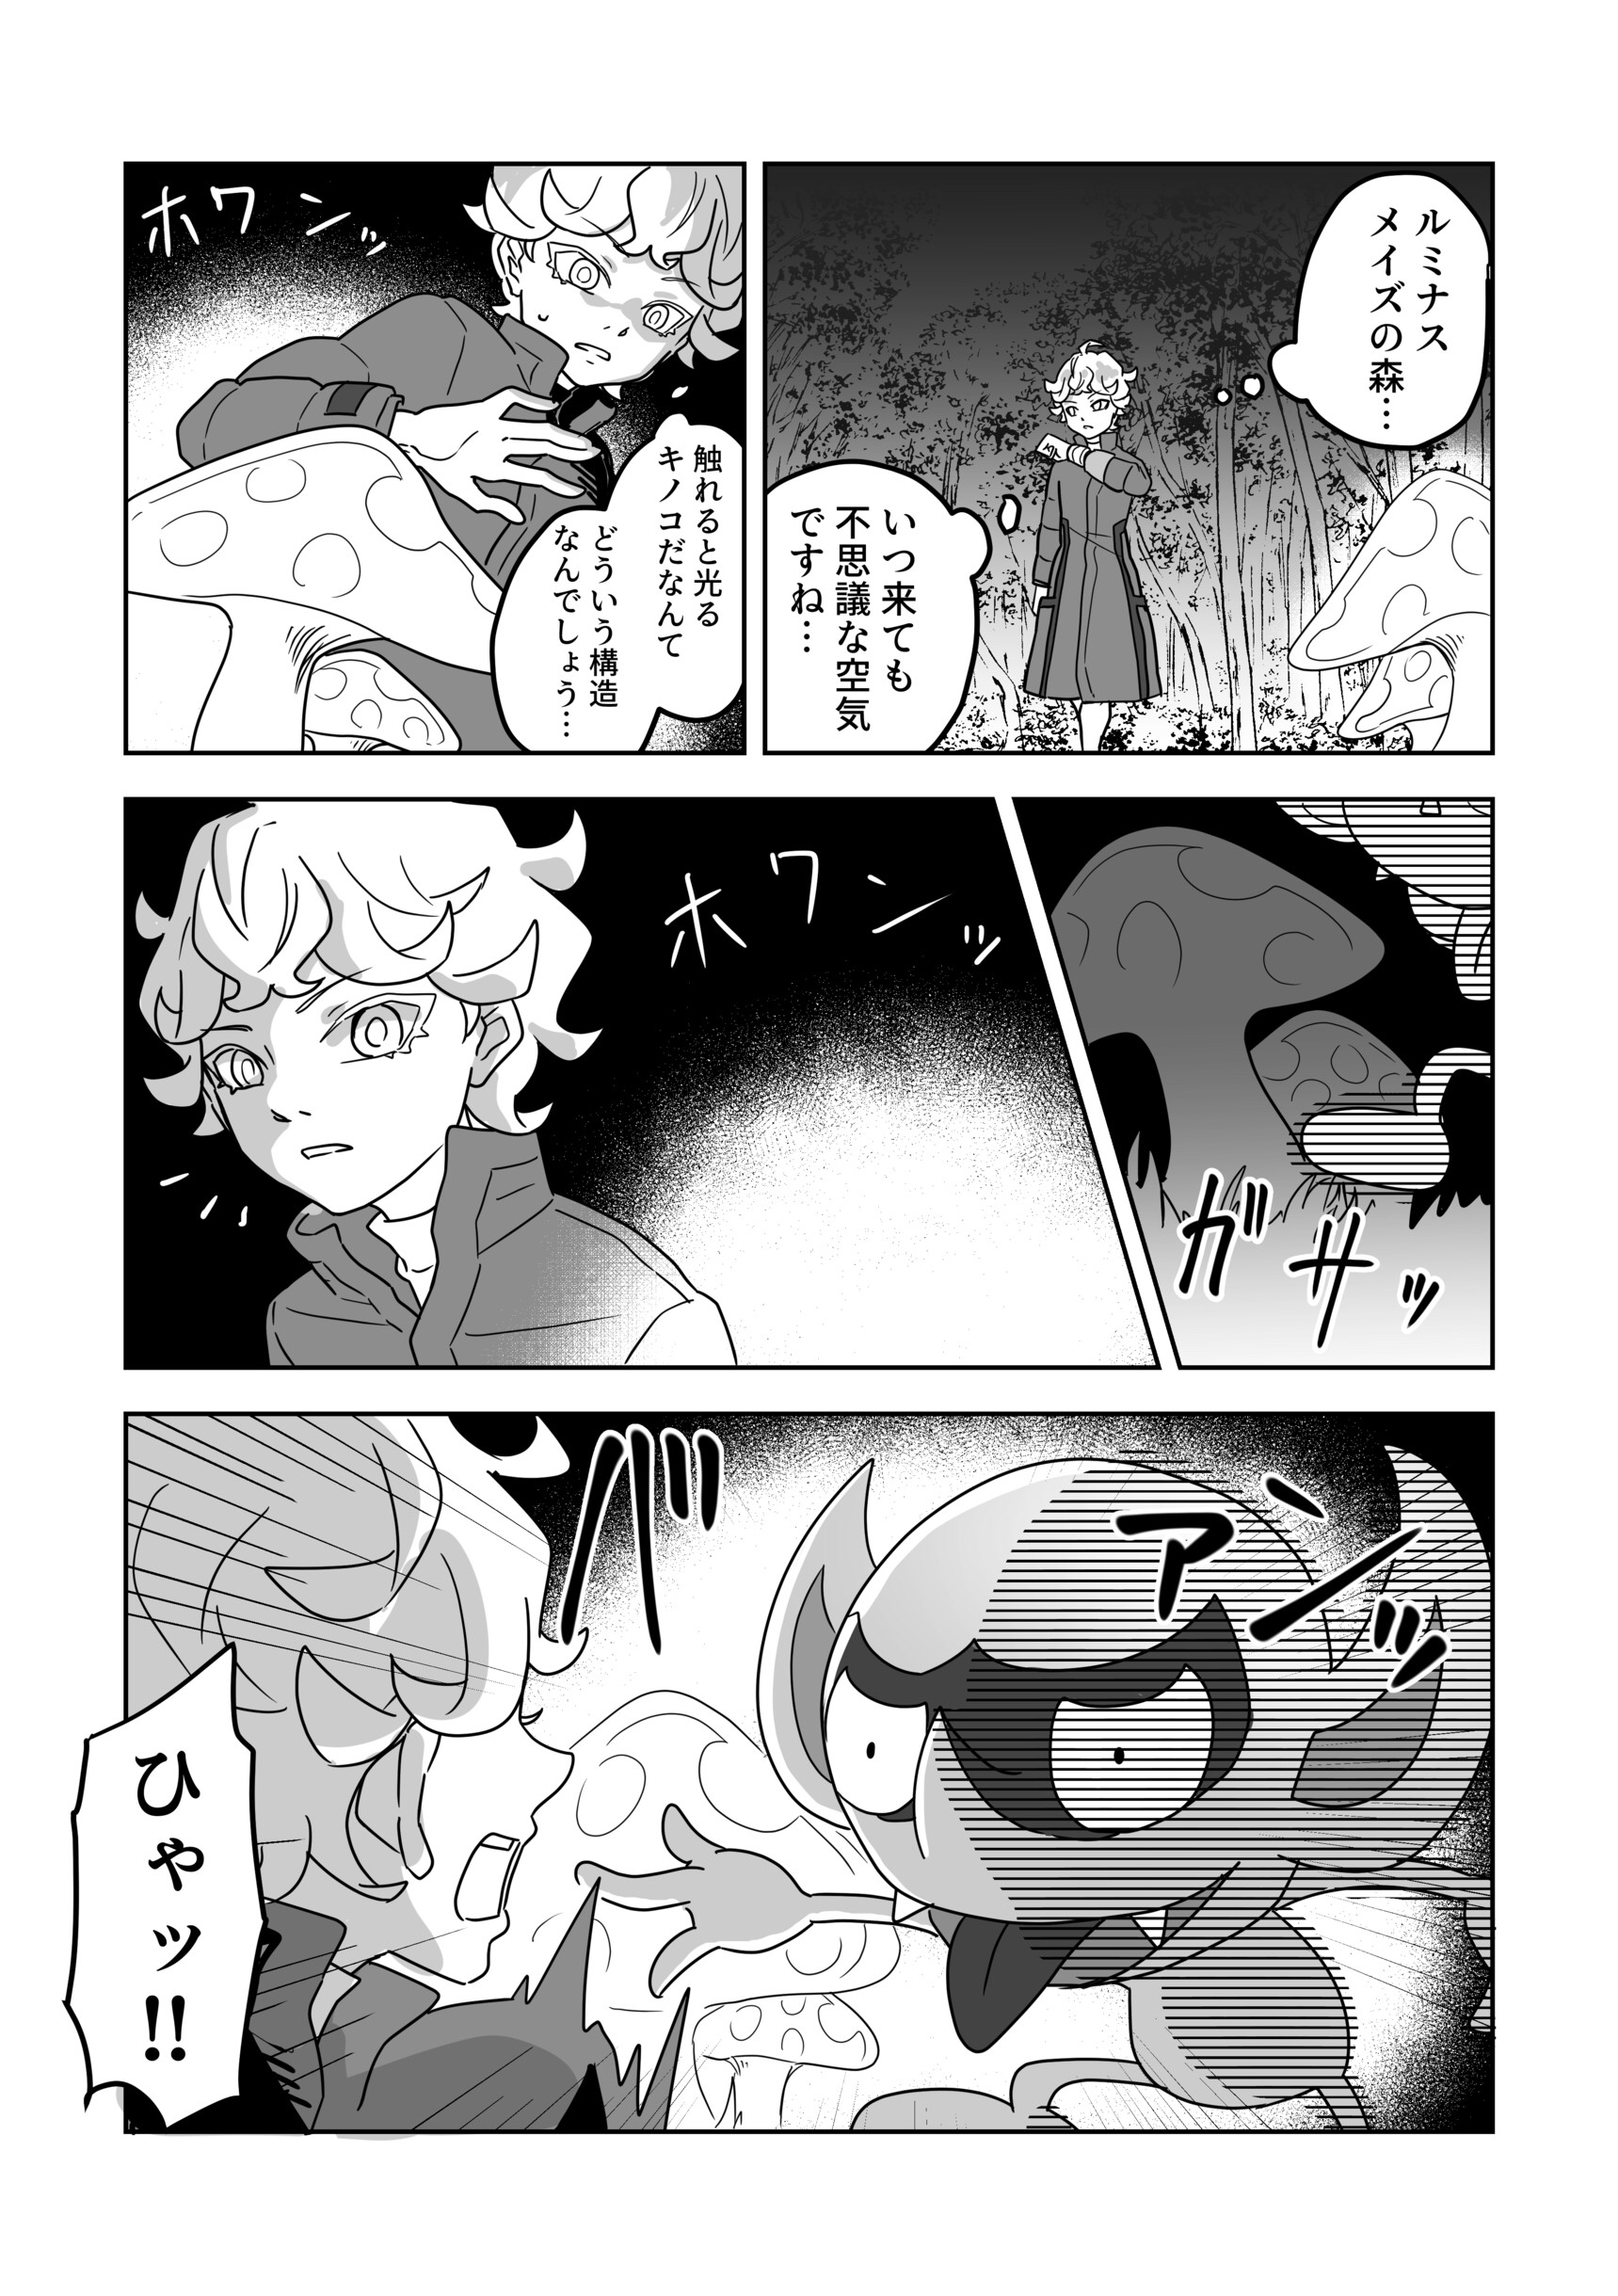 ルミナス
メイズの森…
いつ来ても
不思議な空気
ですね…
ホワンッ
触れると光る
キノコだなんて
どういう構造
なんでしょう…
ガサッ
ホワンッ
バアンッ
ひゃッ!!